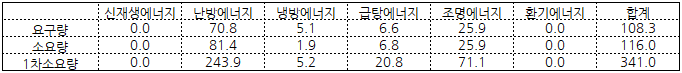 신재생에너지 난방에너지 냉방에너지 급탕에너지 조명에너지 환기에너지 합계
요구량 0.0 70.8 5.1 6.6 25.9 0.0 108.3
소요량 0.0 81.4 1.9 6.8 25.9 0.0 116.0
1차소요량 0.0 243.9 5.2 20.8 71.1 0.0 341.0